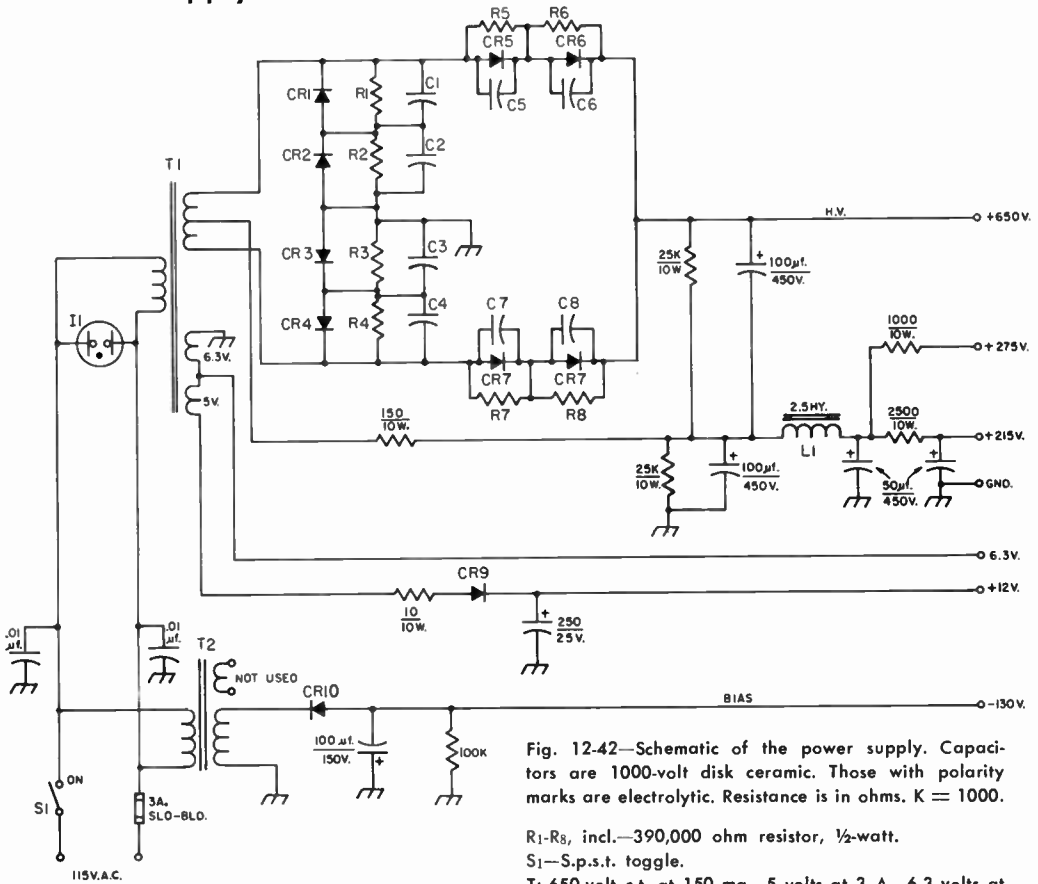 R5 R6
CR5 CR6
C5 C6
CR1 R1 C1
CR2 R2 C2
T1
H.V. +650V.
CR3 R3 C3
25K
10W.
+ 100µf.
450V.
CR4 R4 C4
C7 C8
I1
6.3V.
1000
10W.
+275V.
CR7 CR7
5V.
R7 R8
2.5HY.
2500
10W.
150
10W.
+215V.
L1
25K
10W.
+
100µf.
450V.
+ +
50µf.
450V.
GND.
6.3V.
CR9
+12V.
10
10W.
+
250
25V.
.01
µf.
.01
µf.
T2
NOT USED
CR10
BIAS -130V.
100µf.
150V.
+
100K
ON
S1
3A.
SLO-BLD.
115V.A.C.
Fig. 12-42—Schematic of the power supply. Capaci-
tors are 1000-volt disk ceramic. Those with polarity
marks are electrolytic. Resistance is in ohms. K = 1000.
R1-R8, incl.—390,000 ohm resistor, ½-watt.
S1—S.p.st. toggle.